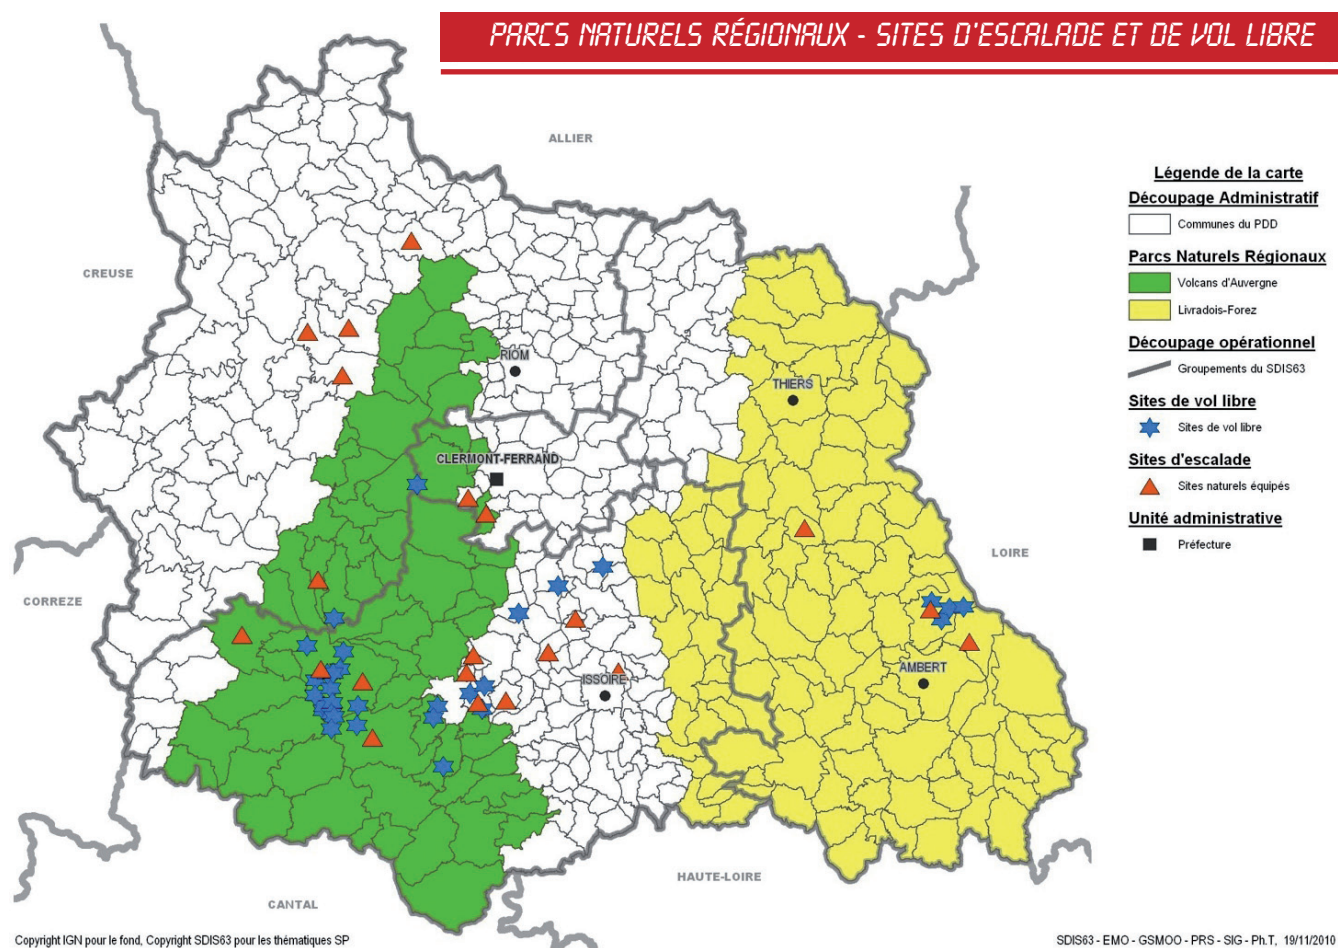 PARCS NATURELS RÉGIONAUX - SITES D'ESCALADE ET DE VOL LIBRE
ALLIER
Légende de la carte
Découpage Administratif
Communes du PDD
CREUSE
Parcs Naturels Régionaux
Volcans d'Auvergne
Livradois-Forez
Découpage opérationnel
Groupements du SDIS63
RIOM
THIERS
Sites de vol libre
Sites de vol libre
CLERMONT-FERRAND
Sites d'escalade
Sites naturels équipés
Unité administrative
Préfecture
LOIRE
CORREZE
AMBERT
ISSOIRE
HAUTE-LOIRE
CANTAL
Copyright IGN pour le fond, Copyright SDIS63 pour les thématiques SP
SDIS63 - EMO - GSMOO - PRS - SIG - Ph.T, 19/11/2010